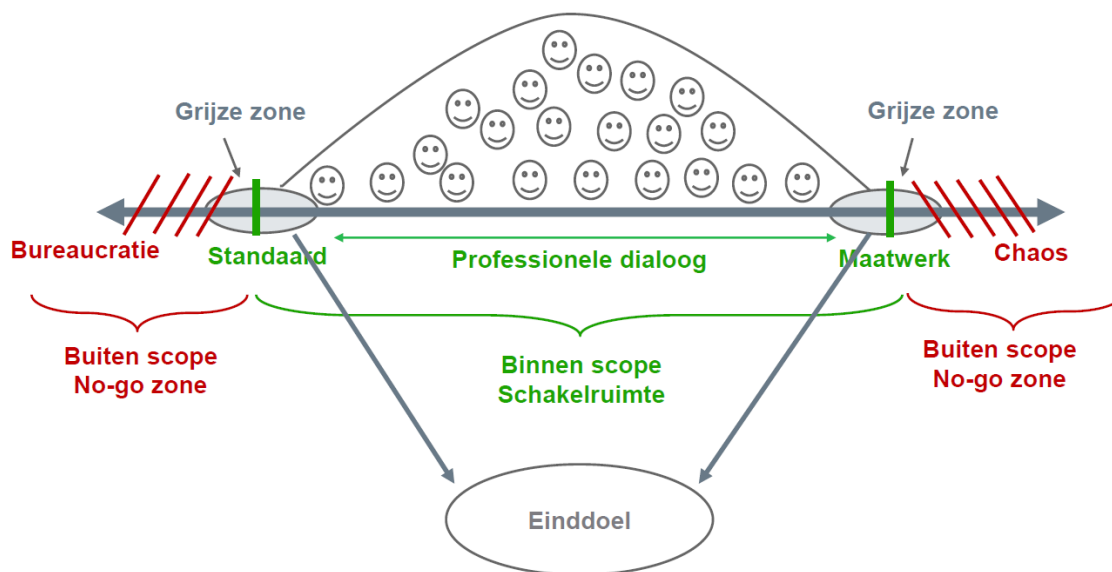 Grijze zone
Grijze zone
Bureaucratie
Standaard
Professionele dialoog
Maatwerk
Chaos
Buiten scope
No-go zone
Binnen scope
Schakelruimte
Buiten scope
No-go zone
Einddoel